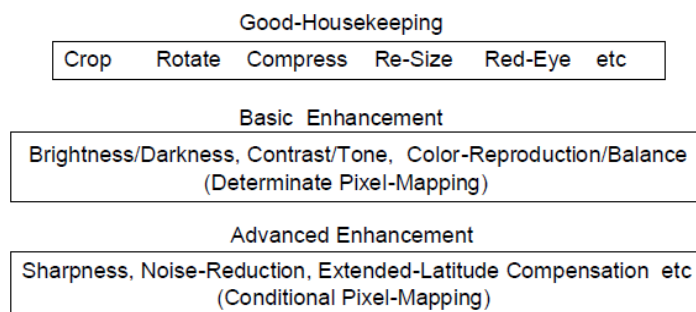 Good-Housekeeping
Crop Rotate Compress Re-Size Red-Eye etc
Basic Enhancement
Brightness/Darkness, Contrast/Tone, Color-Reproduction/Balance
(Determinate Pixel-Mapping)
Advanced Enhancement
Sharpness, Noise-Reduction, Extended-Latitude Compensation etc
(Conditional Pixel-Mapping)